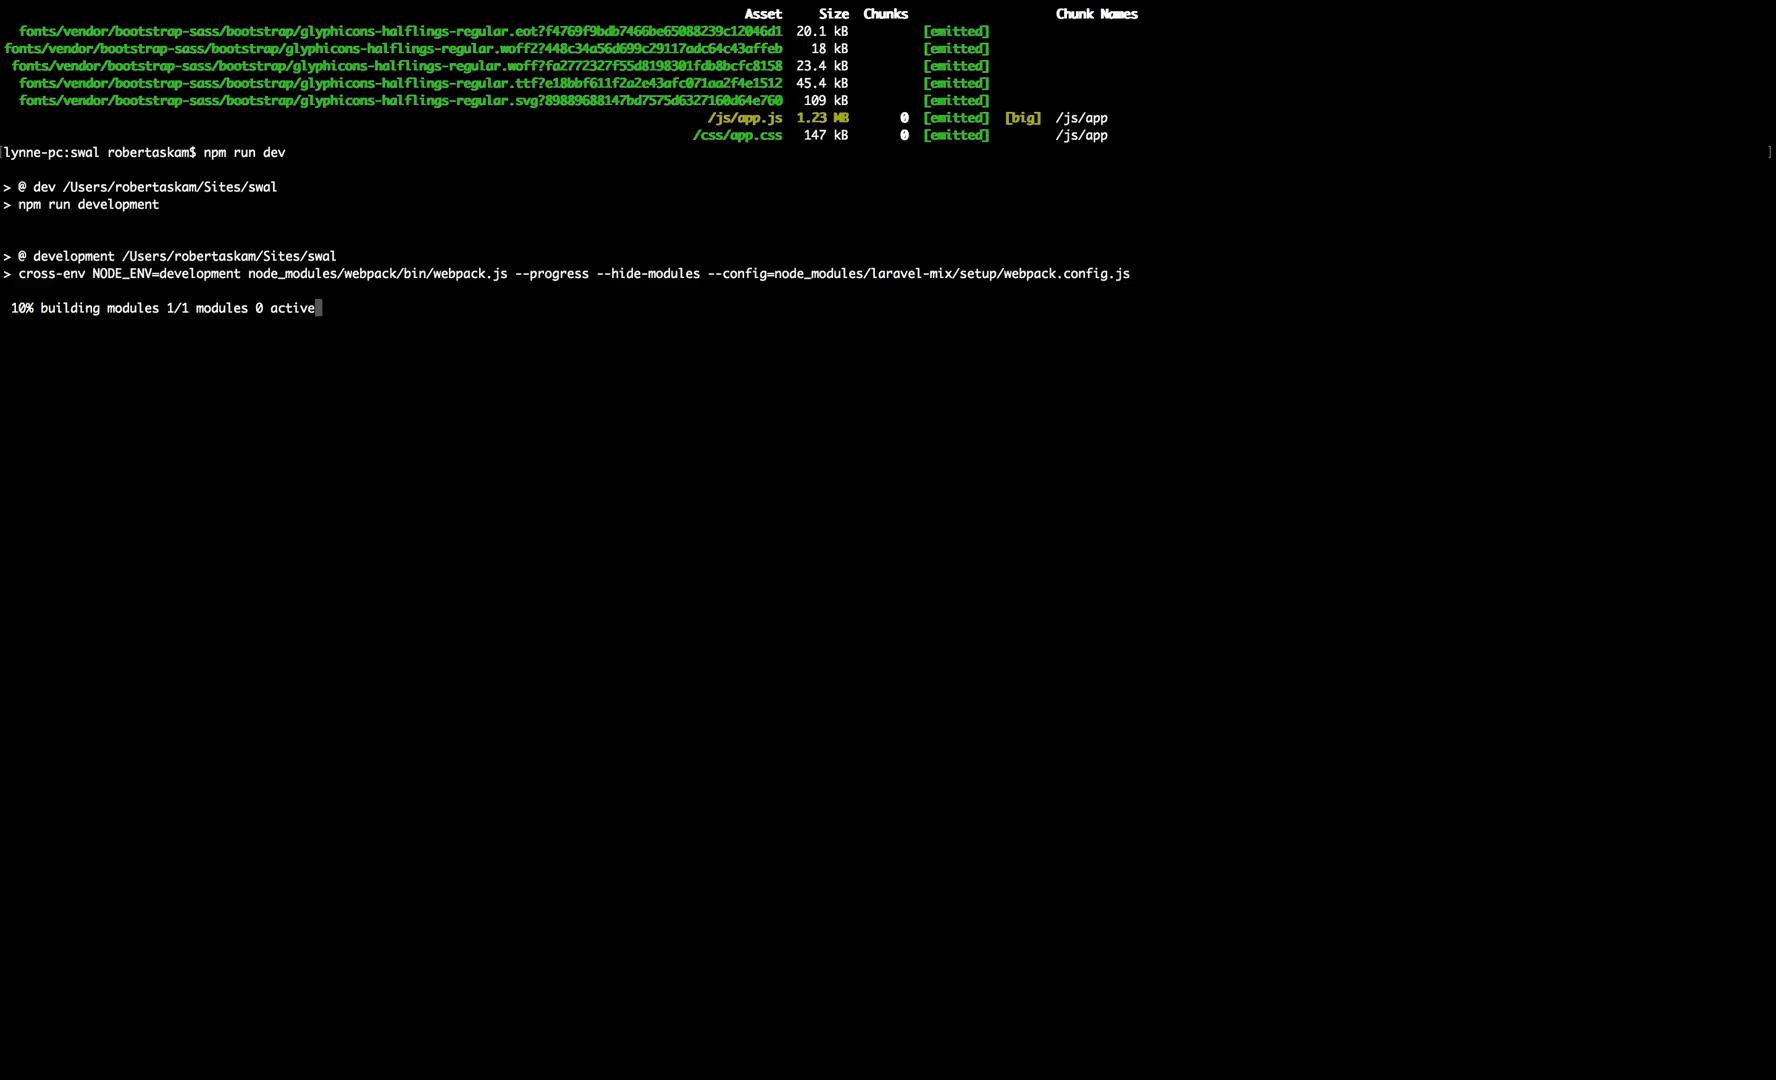 Asset Size Chunks Chunk Names
fonts/vendor/bootstrap-sass/bootstrap/glyphicons-halflings-regular.eot?f4769f9bdb7466be65088239c12046d1 20.1 kB [emitted]
fonts/vendor/bootstrap-sass/bootstrap/glyphicons-halflings-regular.woff2?448c34a56d699c29117adc64c43affeb 18 kB [emitted]
fonts/vendor/bootstrap-sass/bootstrap/glyphicons-halflings-regular.woff?fa2772327f55d8198301fdb8bcfc8158 23.4 kB [emitted]
fonts/vendor/bootstrap-sass/bootstrap/glyphicons-halflings-regular.ttf?e18bbf611f2a2e43afc071aa2f4e1512 45.4 kB [emitted]
fonts/vendor/bootstrap-sass/bootstrap/glyphicons-halflings-regular.svg?89889688147bd7575d6327160d64e760 109 kB [emitted]
/js/app.js 1.23 MB 0 [emitted] [big] /js/app
/css/app.css 147 kB 0 [emitted] /js/app
[lynne-pc:swal robertaskam$ npm run dev ]
> @ dev /Users/robertaskam/Sites/swal
> npm run development
> @ development /Users/robertaskam/Sites/swal
> cross-env NODE_ENV=development node_modules/webpack/bin/webpack.js --progress --hide-modules --config=node_modules/laravel-mix/setup/webpack.config.js
10% building modules 1/1 modules 0 active